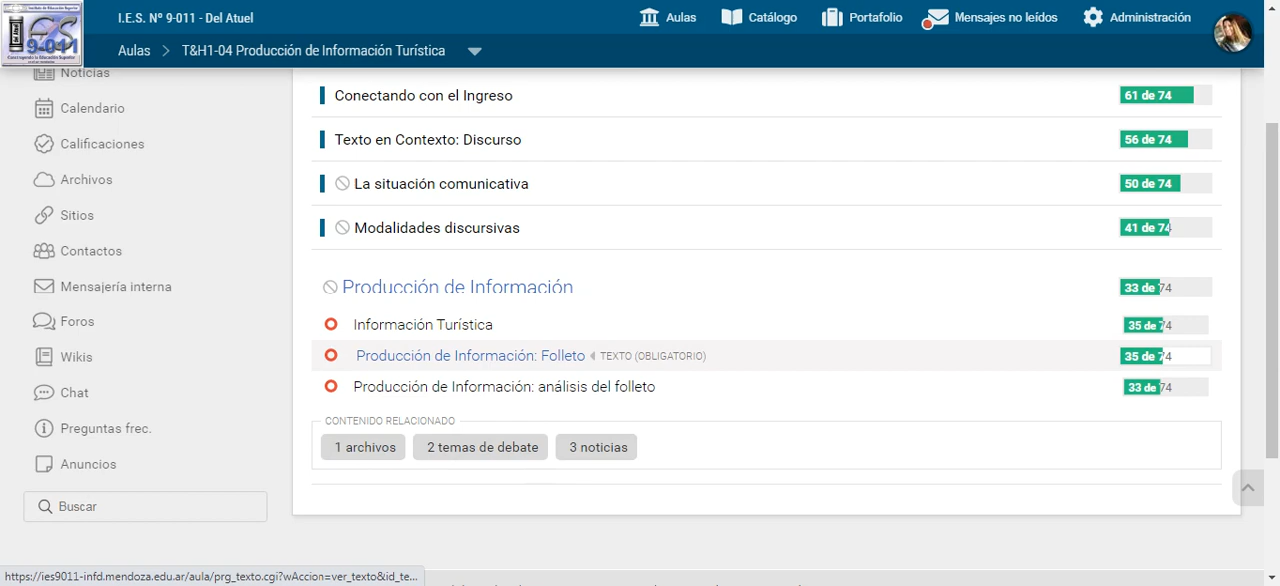 I.E.S. Nº 9-011 - Del Atuel
Aulas
Catálogo
Portafolio
Mensajes no leídos
Administración
9-011
Aulas > T&H1-04 Producción de Información Turística
Noticias
Calendario
Calificaciones
Archivos
Sitios
Contactos
Mensajería interna
Foros
Wikis
Chat
Preguntas frec.
Anuncios
Buscar
Conectando con el Ingreso
61 de 74
Texto en Contexto: Discurso
56 de 74
La situación comunicativa
50 de 74
Modalidades discursivas
41 de 74
Producción de Información
33 de 74
Información Turística
35 de 74
Producción de Información: Folleto TEXTO (OBLIGATORIO)
35 de 74
Producción de Información: análisis del folleto
33 de 74
CONTENIDO RELACIONADO
1 archivos
2 temas de debate
3 noticias
https://ies9011-infd.mendoza.edu.ar/aula/prg_texto.cgi?wAccion=ver_texto&id_te...